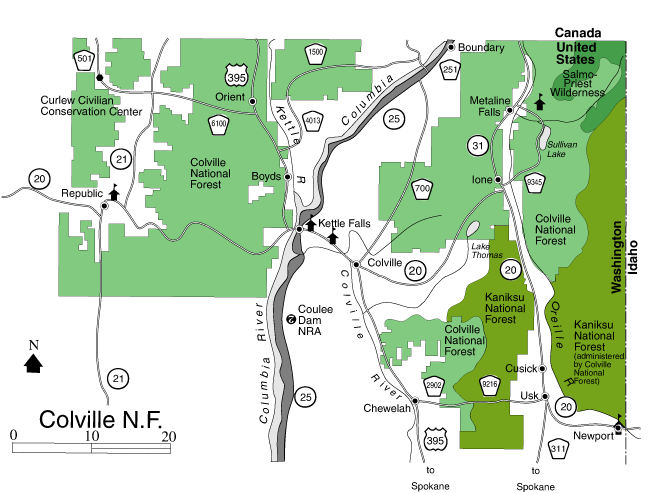 Canada
United
States
Boundary
501
1500
395
251
Salmo-
Priest
Wilderness
Orient
Curlew Civilian
Conservation Center
Metaline
Falls
Columbia
Kettle
R
25
6100
4013
21
31
Sullivan
Lake
Colville
National
Forest
Boyds
20
Republic
700
Ione
9345
Kettle Falls
Colville
National
Forest
Lake
Thomas
Colville
20
20
Washington
Idaho
Coulee
Dam
NRA
Colville
River
Columbia River
Kaniksu
National
Forest
Oreille
R
Colville
National
Forest
Kaniksu
National
Forest
(administered
by Colville
National
Forest)
N
21
25
2902
9216
Cusick
Usk
20
Chewelah
Newport
395
311
Colville N.F.
0 10 20
to
Spokane
to
Spokane